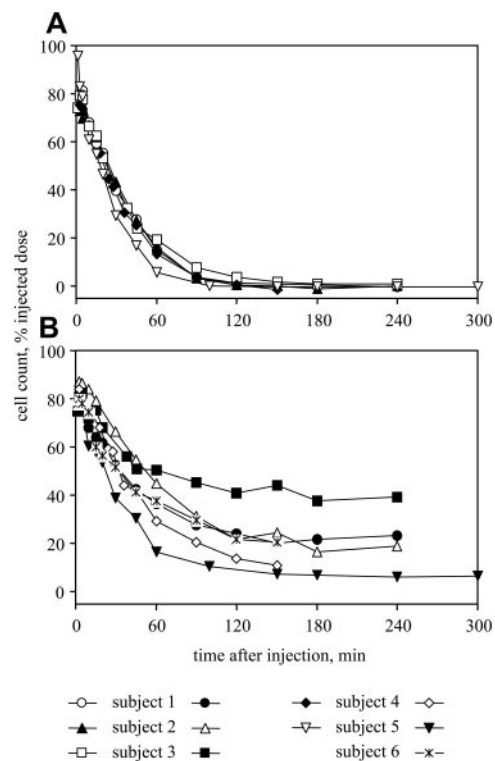 A
100
80
60
40
20
0
0 60 120 180 240 300
cell count, % injected dose
B
100
80
60
40
20
0
0 60 120 180 240 300
time after injection, min
subject 1 subject 4
subject 2 subject 5
subject 3 subject 6